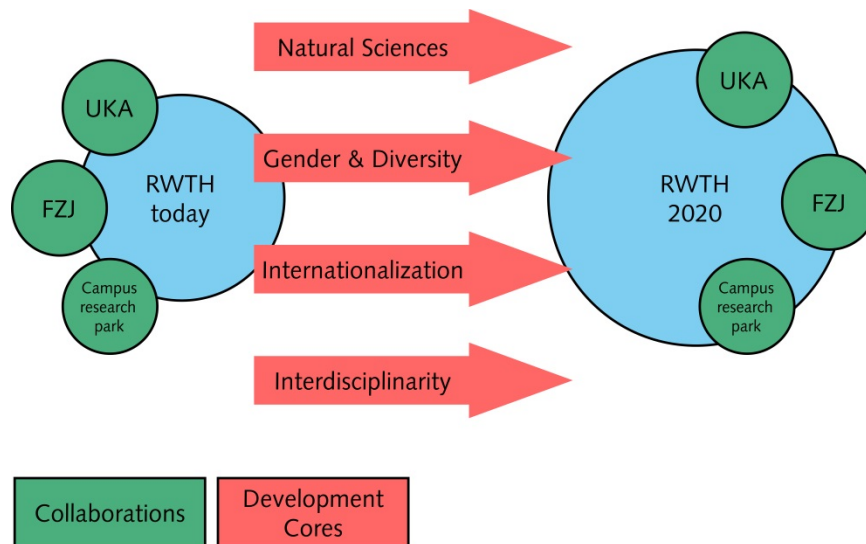 Natural Sciences
UKA
UKA
Gender & Diversity
RWTH
today
RWTH
2020
FZJ
FZJ
Internationalization
Campus
research
park
Campus
research
park
Interdisciplinarity
Collaborations
Development
Cores